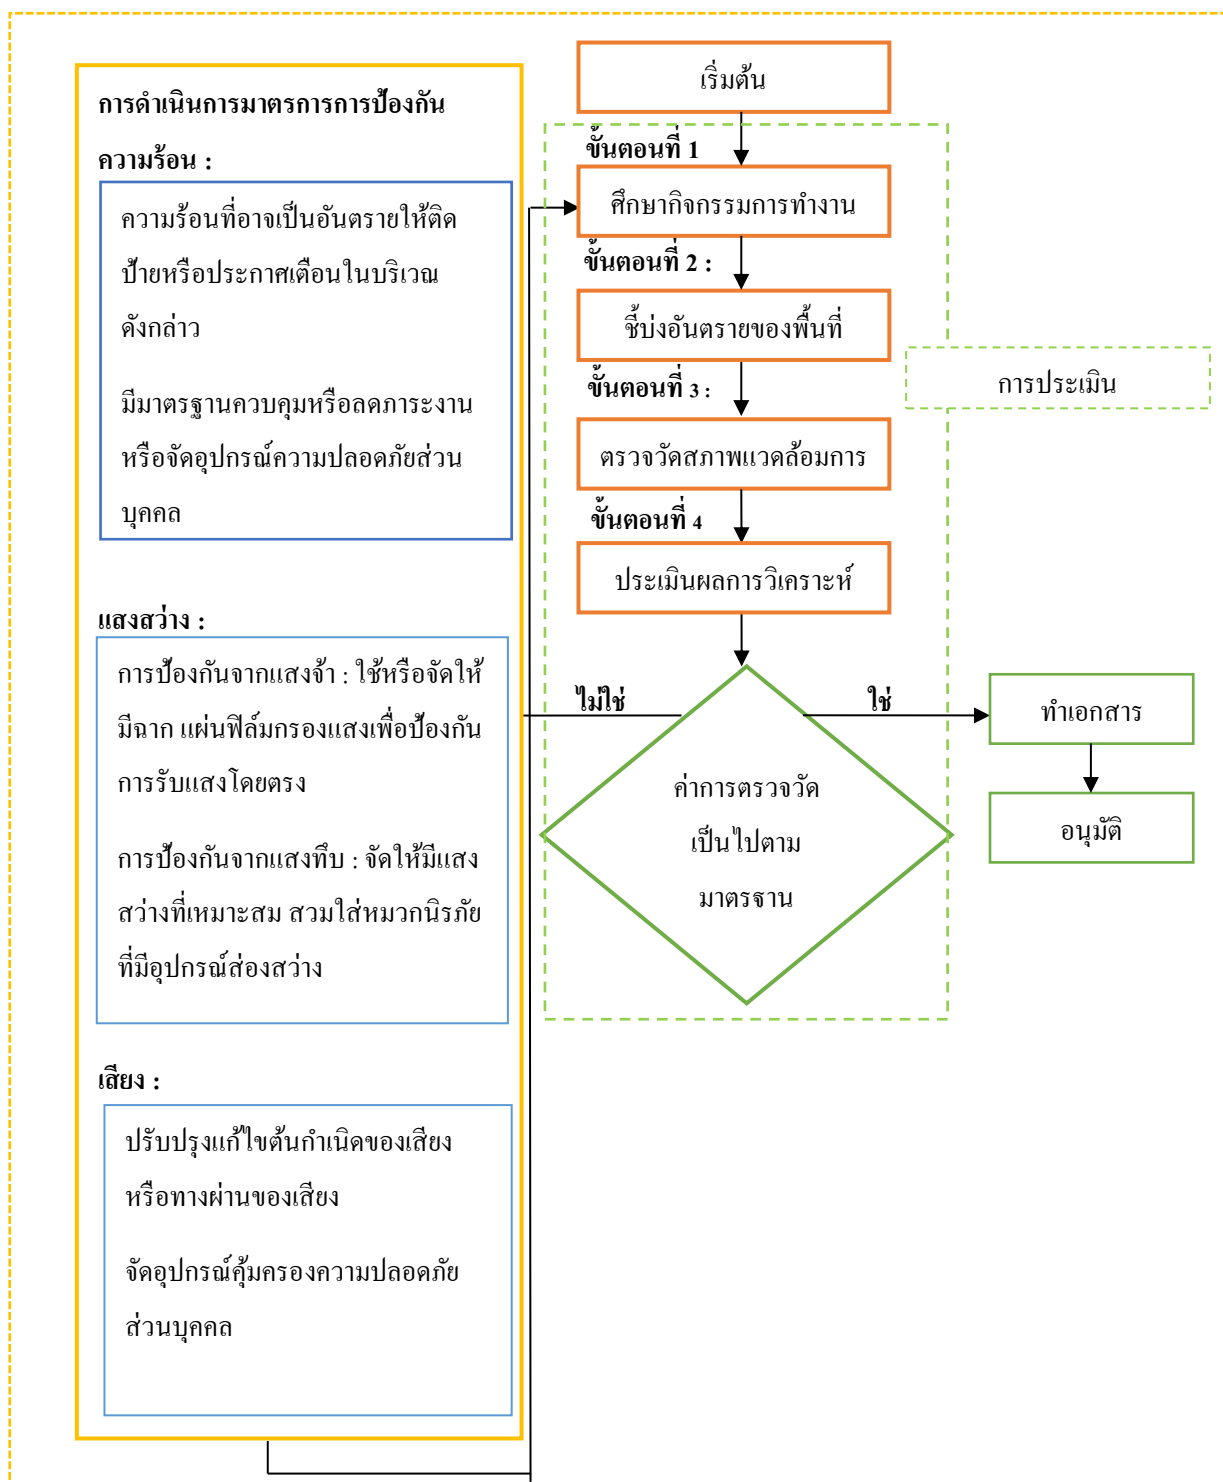 การดำเนินการมาตรการการป้องกัน
ความร้อน :
ความร้อนที่อาจเป็นอันตรายให้ติด
ป้ายหรือประกาศเตือนในบริเวณ
ดังกล่าว
มีมาตรฐานควบคุมหรือลดภาระงาน
หรือจัดอุปกรณ์ความปลอดภัยส่วน
บุคคล
แสงสว่าง :
การป้องกันจากแสงจ้า : ใช้หรือจัดให้
มีฉาก แผ่นฟิล์มกรองแสงเพื่อป้องกัน
การรับแสงโดยตรง
การป้องกันจากแสงทึบ : จัดให้มีแสง
สว่างที่เหมาะสม สวมใส่หมวกนิรภัย
ที่มีอุปกรณ์ส่องสว่าง
เสียง :
ปรับปรุงแก้ไขต้นกำเนิดของเสียง
หรือทางผ่านของเสียง
จัดอุปกรณ์คุ้มครองความปลอดภัย
ส่วนบุคคล
เริ่มต้น
ขั้นตอนที่ 1
ศึกษากิจกรรมการทำงาน
ขั้นตอนที่ 2 :
ชี้บ่งอันตรายของพื้นที่
ขั้นตอนที่ 3 :
ตรวจวัดสภาพแวดล้อมการ
ขั้นตอนที่ 4
ประเมินผลการวิเคราะห์
ไม่ใช่
ใช่
ค่าการตรวจวัด
เป็นไปตาม
มาตรฐาน
การประเมิน
ทำเอกสาร
อนุมัติ